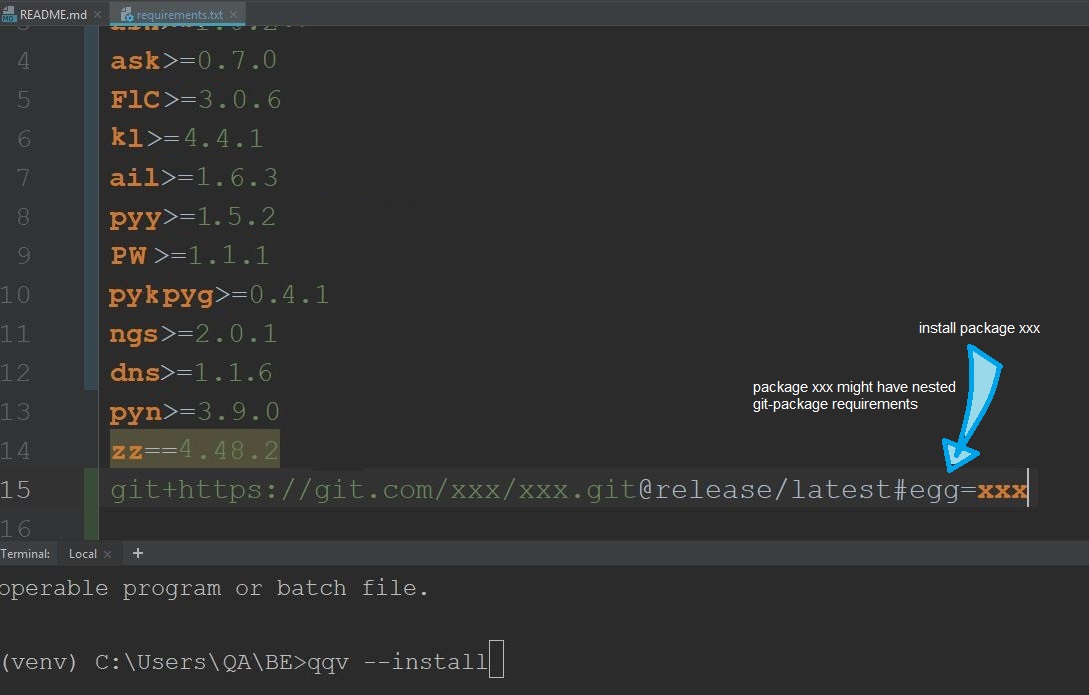 README.md
requirements.txt
4 ask>=0.7.0
5 FlC>=3.0.6
6 kl>=4.4.1
7 ail>=1.6.3
8 pyy>=1.5.2
9 PW >=1.1.1
10 pykpyg>=0.4.1
11 ngs>=2.0.1
12 dns>=1.1.6
13 pyn>=3.9.0
14 zz==4.48.2
15 git+https://git.com/xxx/xxx.git@release/latest#egg=xxx
16
install package xxx
package xxx might have nested
git-package requirements
Terminal: Local +
operable program or batch file.
(venv) C:\Users\QA\BE>qqv --install